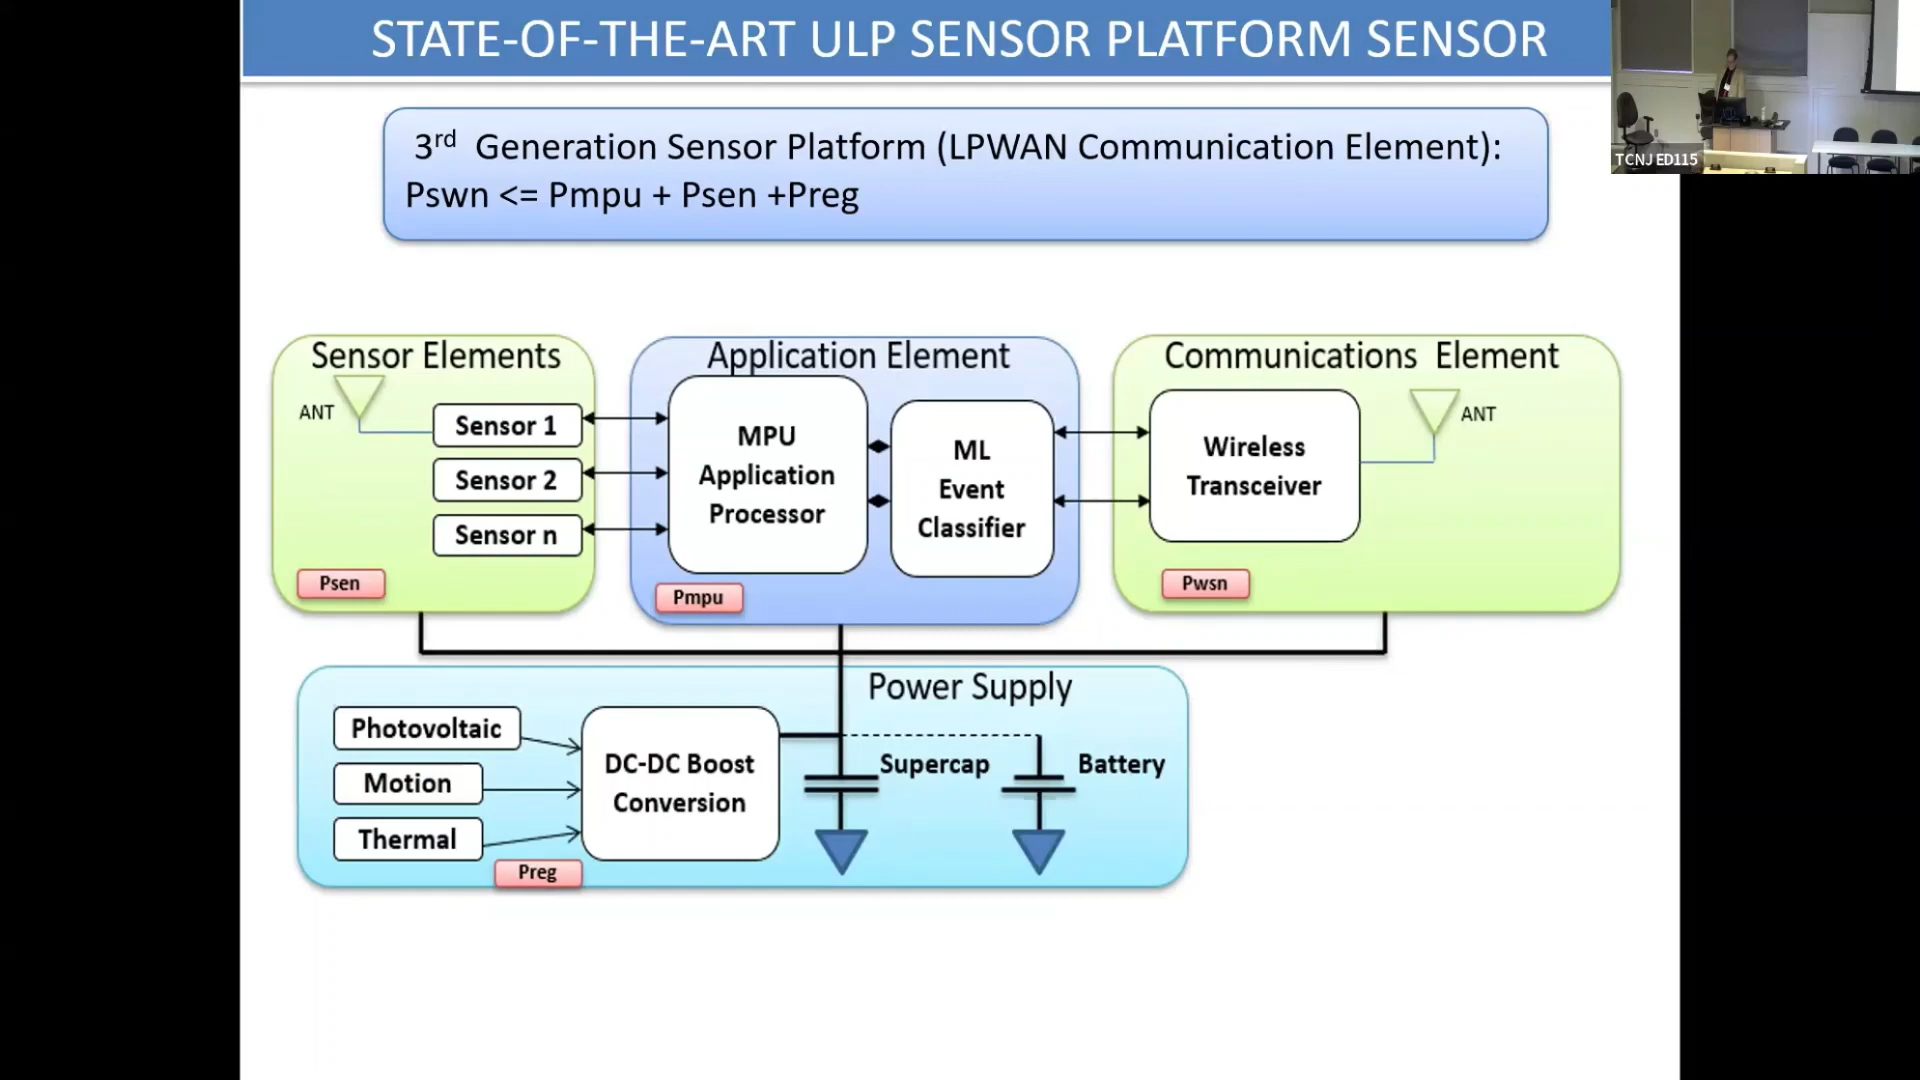 STATE-OF-THE-ART ULP SENSOR PLATFORM SENSOR
TCNJ ED115
3rd Generation Sensor Platform (LPWAN Communication Element):
Pswn <= Pmpu + Psen +Preg
Sensor Elements
ANT
Sensor 1
Sensor 2
Sensor n
Psen
Application Element
MPU
Application
Processor
ML
Event
Classifier
Pmpu
Communications Element
Wireless
Transceiver
ANT
Pwsn
Power Supply
Photovoltaic
Motion
Thermal
Preg
DC-DC Boost
Conversion
Supercap
Battery